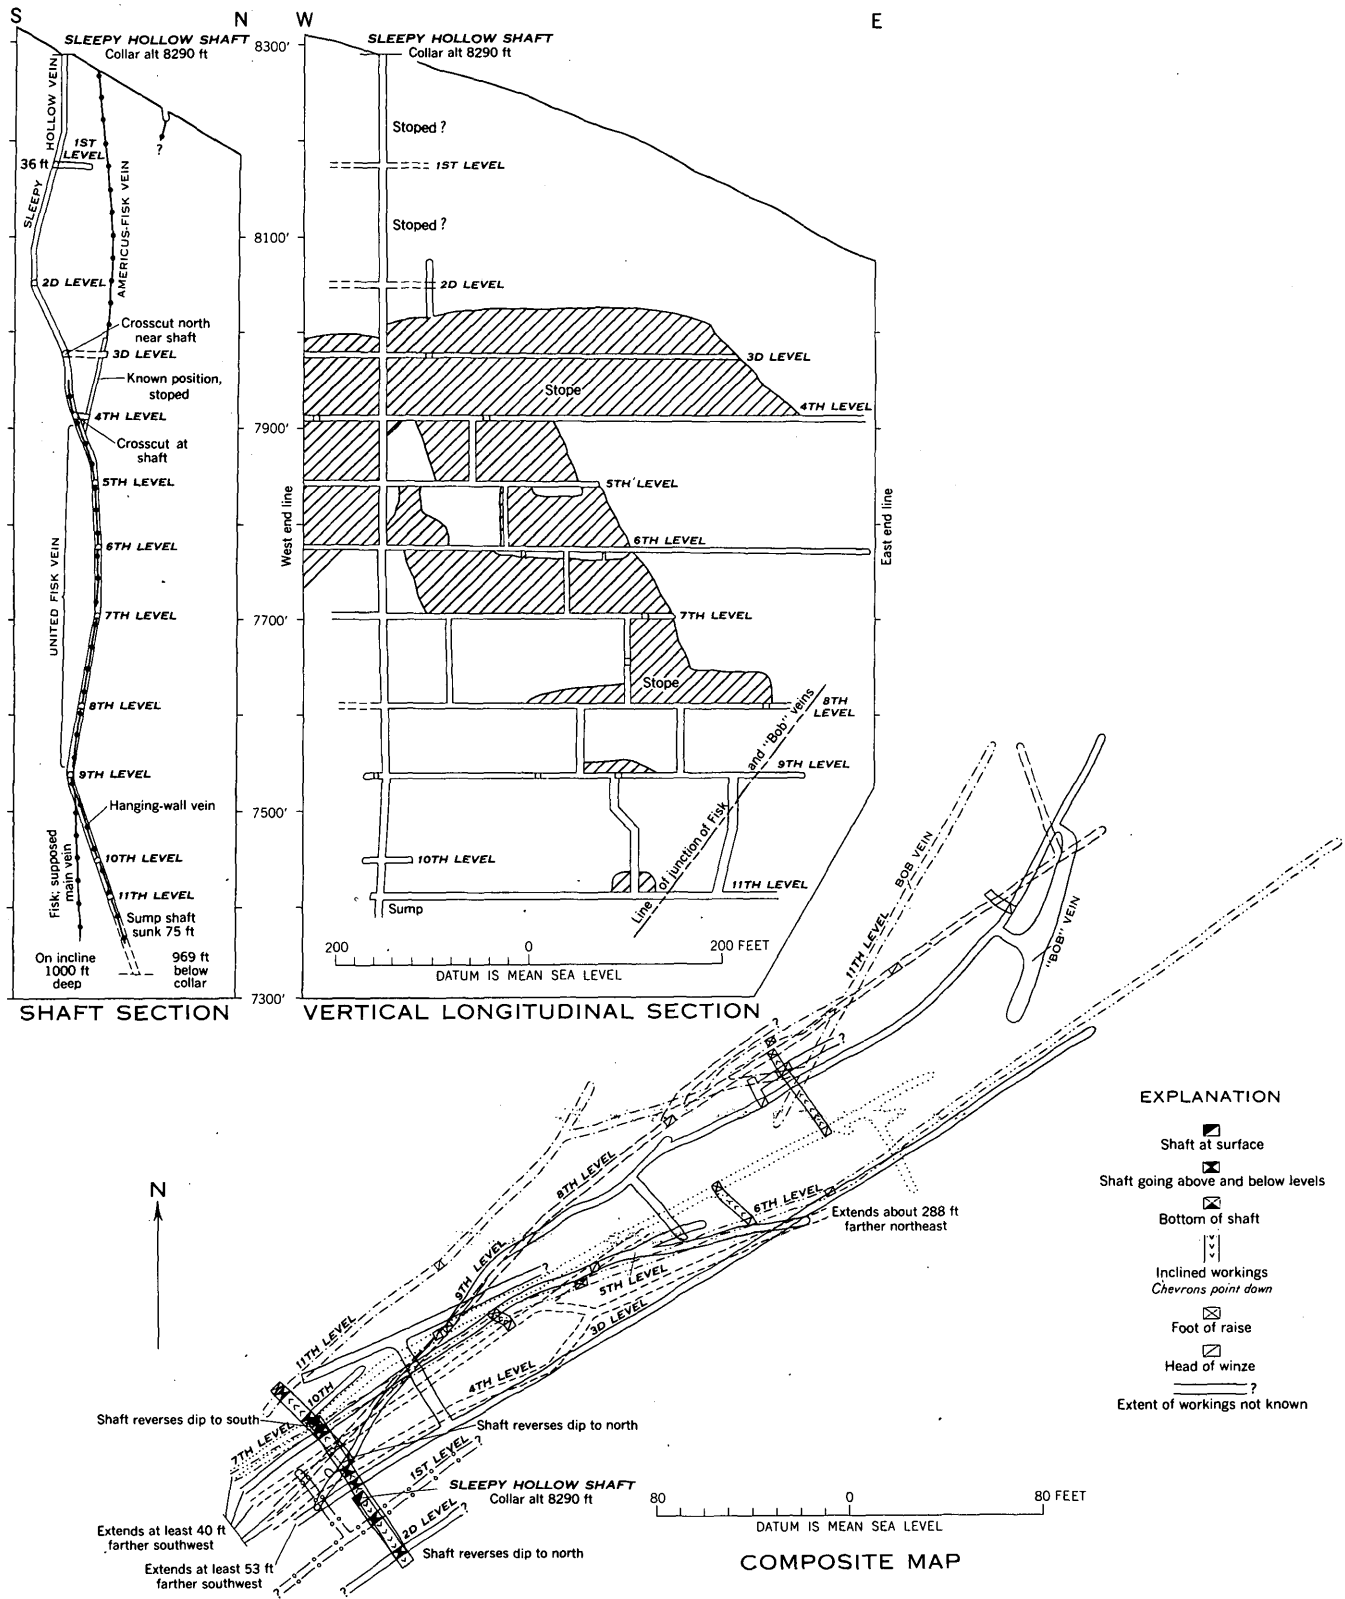 S
N
SLEEPY HOLLOW SHAFT
Collar alt 8290 ft
HOLLOW VEIN
SLEEPY
1ST
LEVEL
36 ft
?
AMERICUS-FISK VEIN
2D LEVEL
Crosscut north
near shaft
3D LEVEL
Known position,
stoped
4TH LEVEL
Crosscut at
shaft
5TH LEVEL
6TH LEVEL
UNITED FISK VEIN
7TH LEVEL
8TH LEVEL
9TH LEVEL
Hanging-wall vein
Fisk; supposed
main vein
10TH LEVEL
11TH LEVEL
Sump shaft
sunk 75 ft
On incline
1000 ft
deep
969 ft
below
collar
SHAFT SECTION
W
E
8300'
8100'
7900'
7700'
7500'
7300'
SLEEPY HOLLOW SHAFT
Collar alt 8290 ft
Stoped ?
1ST LEVEL
Stoped ?
2D LEVEL
3D LEVEL
Stope
4TH LEVEL
5TH LEVEL
West end line
East end line
6TH LEVEL
7TH LEVEL
Stope
8TH
LEVEL
9TH LEVEL
Line of junction of Fisk and "Bob" veins
10TH LEVEL
11TH LEVEL
Sump
200 0 200 FEET
DATUM IS MEAN SEA LEVEL
VERTICAL LONGITUDINAL SECTION
BOB VEIN
11TH LEVEL
"BOB" VEIN
?
?
N
8TH LEVEL
6TH LEVEL
Extends about 288 ft
farther northeast
9TH LEVEL
?
5TH LEVEL
3D LEVEL
11TH LEVEL
4TH LEVEL
10TH
Shaft reverses dip to south
Shaft reverses dip to north
7TH LEVEL
1ST LEVEL
?
SLEEPY HOLLOW SHAFT
Collar alt 8290 ft
2D LEVEL
?
Extends at least 40 ft
farther southwest
Extends at least 53 ft
farther southwest
Shaft reverses dip to north
?
?
80 0 80 FEET
DATUM IS MEAN SEA LEVEL
COMPOSITE MAP
EXPLANATION
Shaft at surface
Shaft going above and below levels
Bottom of shaft
Inclined workings
Chevrons point down
Foot of raise
Head of winze
?
Extent of workings not known